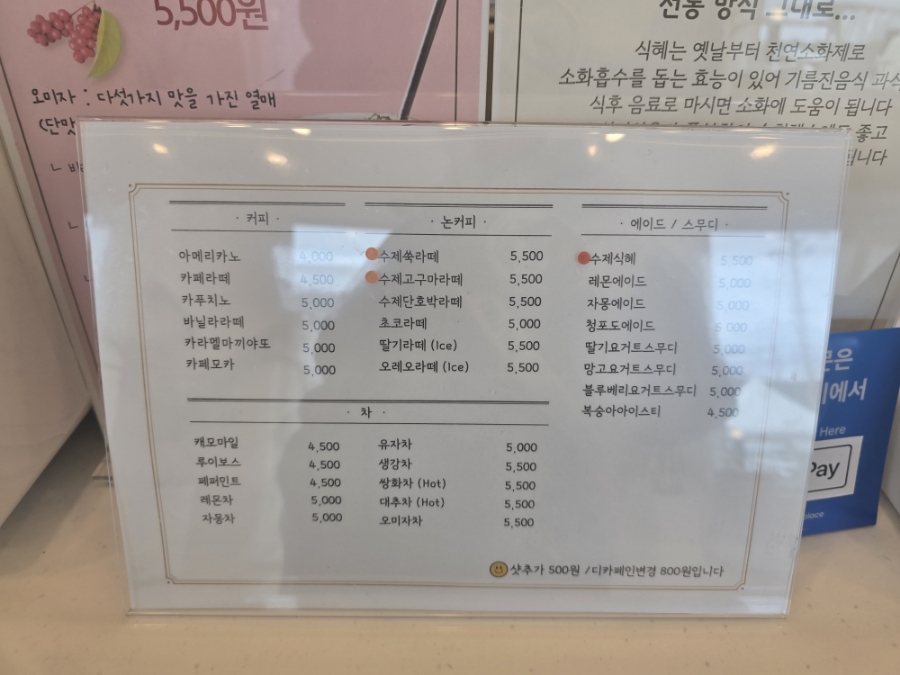 5,500원
오미자 : 다섯가지 맛을 가진 열매
(단맛
전통 방식 그대로...
식혜는 옛날부터 천연소화제로
소화흡수를 돕는 효능이 있어 기름진음식
식후 음료로 마시면 소화에 도움이 됩니다
좋고
됩니다
· 커피 ·
아메리카노 4,000
카페라떼 4,500
카푸치노 5,000
바닐라라떼 5,000
카라멜마끼야또 5,000
카페모카 5,000
· 논커피 ·
수제쑥라떼 5,500
수제고구마라떼 5,500
수제단호박라떼 5,500
초코라떼 5,000
딸기라떼 (Ice) 5,500
오레오라떼 (Ice) 5,500
· 에이드 / 스무디 ·
수제식혜 5,500
레몬에이드 5,000
자몽에이드 5,000
청포도에이드 5,000
딸기요거트스무디 5,000
망고요거트스무디 5,000
블루베리요거트스무디 5,000
복숭아아이스티 4,500
· 차 ·
캐모마일 4,500
루이보스 4,500
페퍼민트 4,500
레몬차 5,000
자몽차 5,000
유자차 5,000
생강차 5,500
쌍화차 (Hot) 5,500
대추차 (Hot) 5,500
오미자차 5,500
샷추가 500원 /디카페인변경 800원입니다
에서
Here
Pay